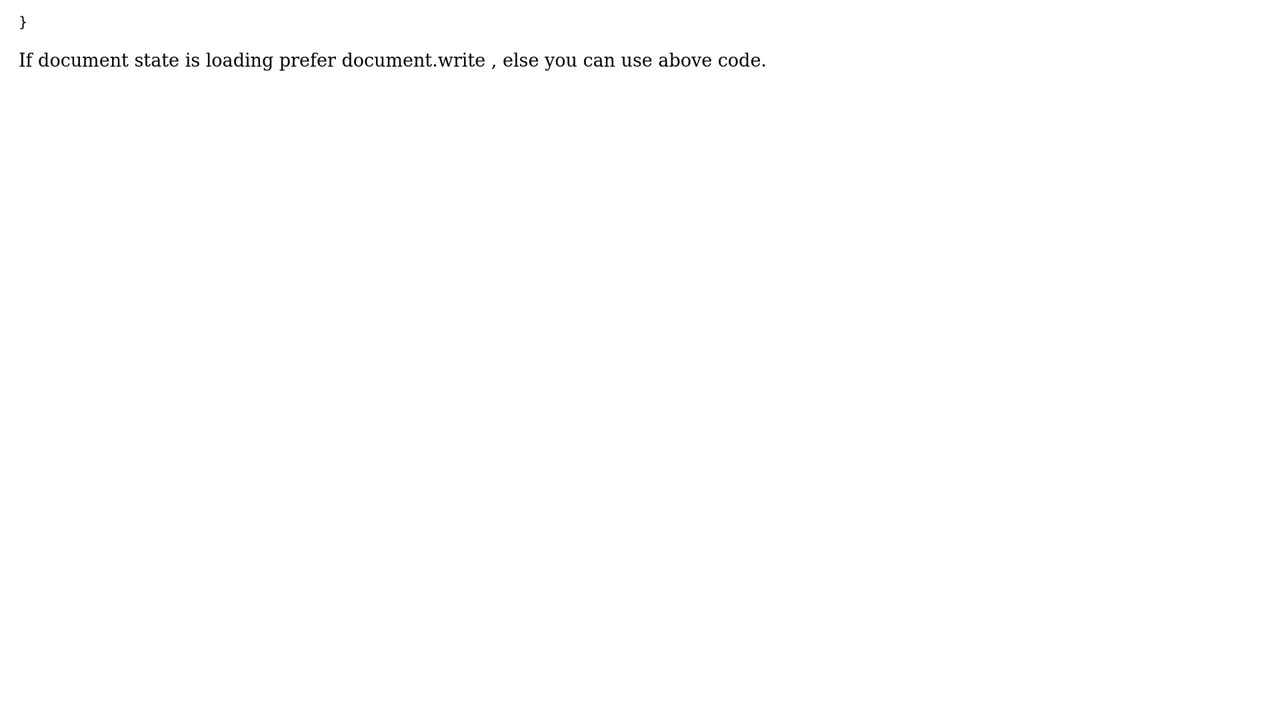 }
If document state is loading prefer document.write , else you can use above code.